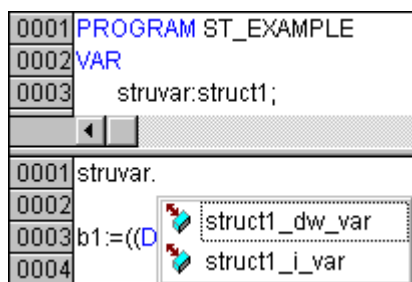 0001 PROGRAM ST_EXAMPLE
0002 VAR
0003 struvar:struct1;
0001 struvar.
0002
struct1_dw_var
0003 b1:=((D
struct1_i_var
0004